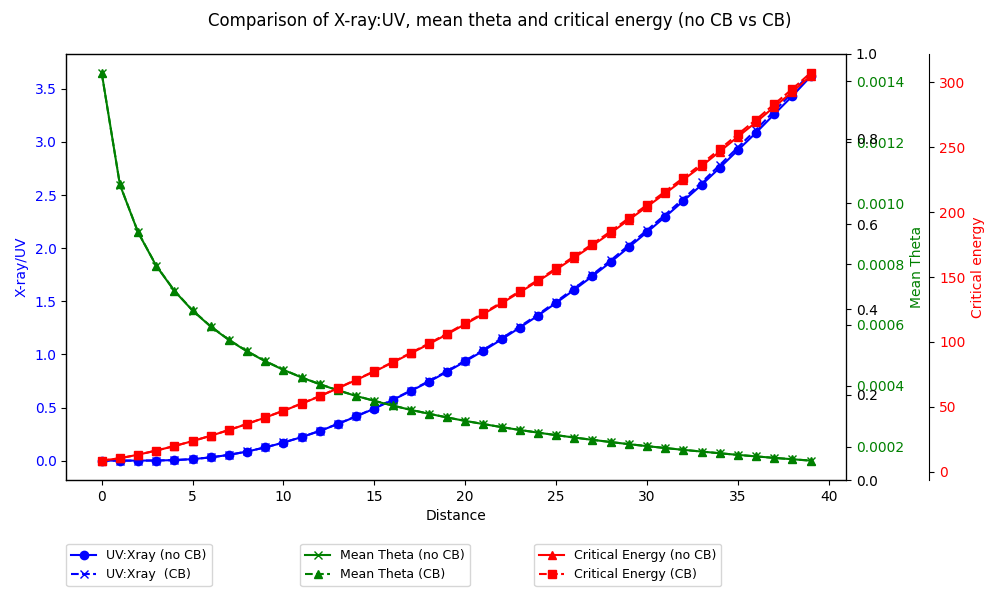 Comparison of X-ray:UV, mean theta and critical energy (no CB vs CB)
X-ray/UV
3.5
3.0
2.5
2.0
1.5
1.0
0.5
0.0
1.0
0.8
0.6
0.4
0.2
0.0
0.0014
0.0012
0.0010
0.0008
0.0006
0.0004
0.0002
Mean Theta
300
250
200
150
100
50
0
Critical energy
0 5 10 15 20 25 30 35 40
Distance
UV:Xray (no CB)
UV:Xray  (CB)
Mean Theta (no CB)
Mean Theta (CB)
Critical Energy (no CB)
Critical Energy (CB)